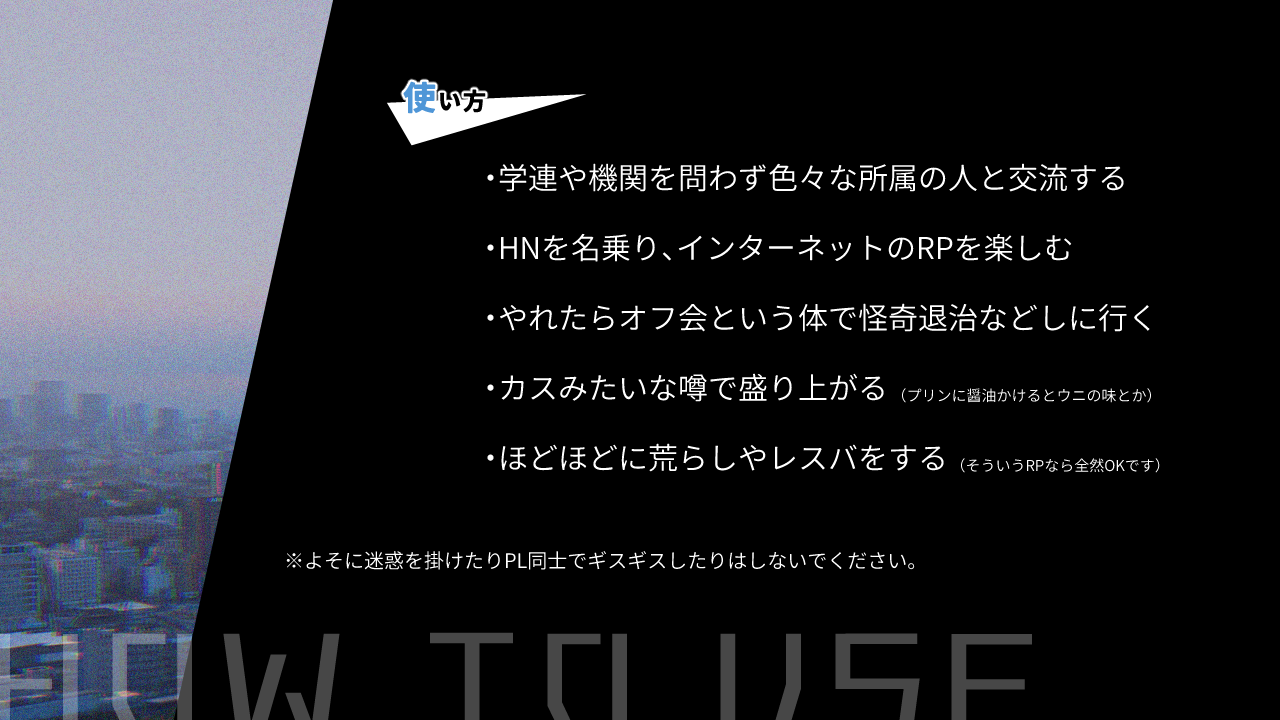 使い方
・学連や機関を問わず色々な所属の人と交流する
・HNを名乗り、インターネットのRPを楽しむ
・やれたらオフ会という体で怪奇退治などしに行く
・カスみたいな噂で盛り上がる（プリンに醤油かけるとウニの味とか）
・ほどほどに荒らしやレスバをする（そういうRPなら全然OKです）
※よそに迷惑を掛けたりPL同士でギスギスしたりはしないでください。
HOW TO USE